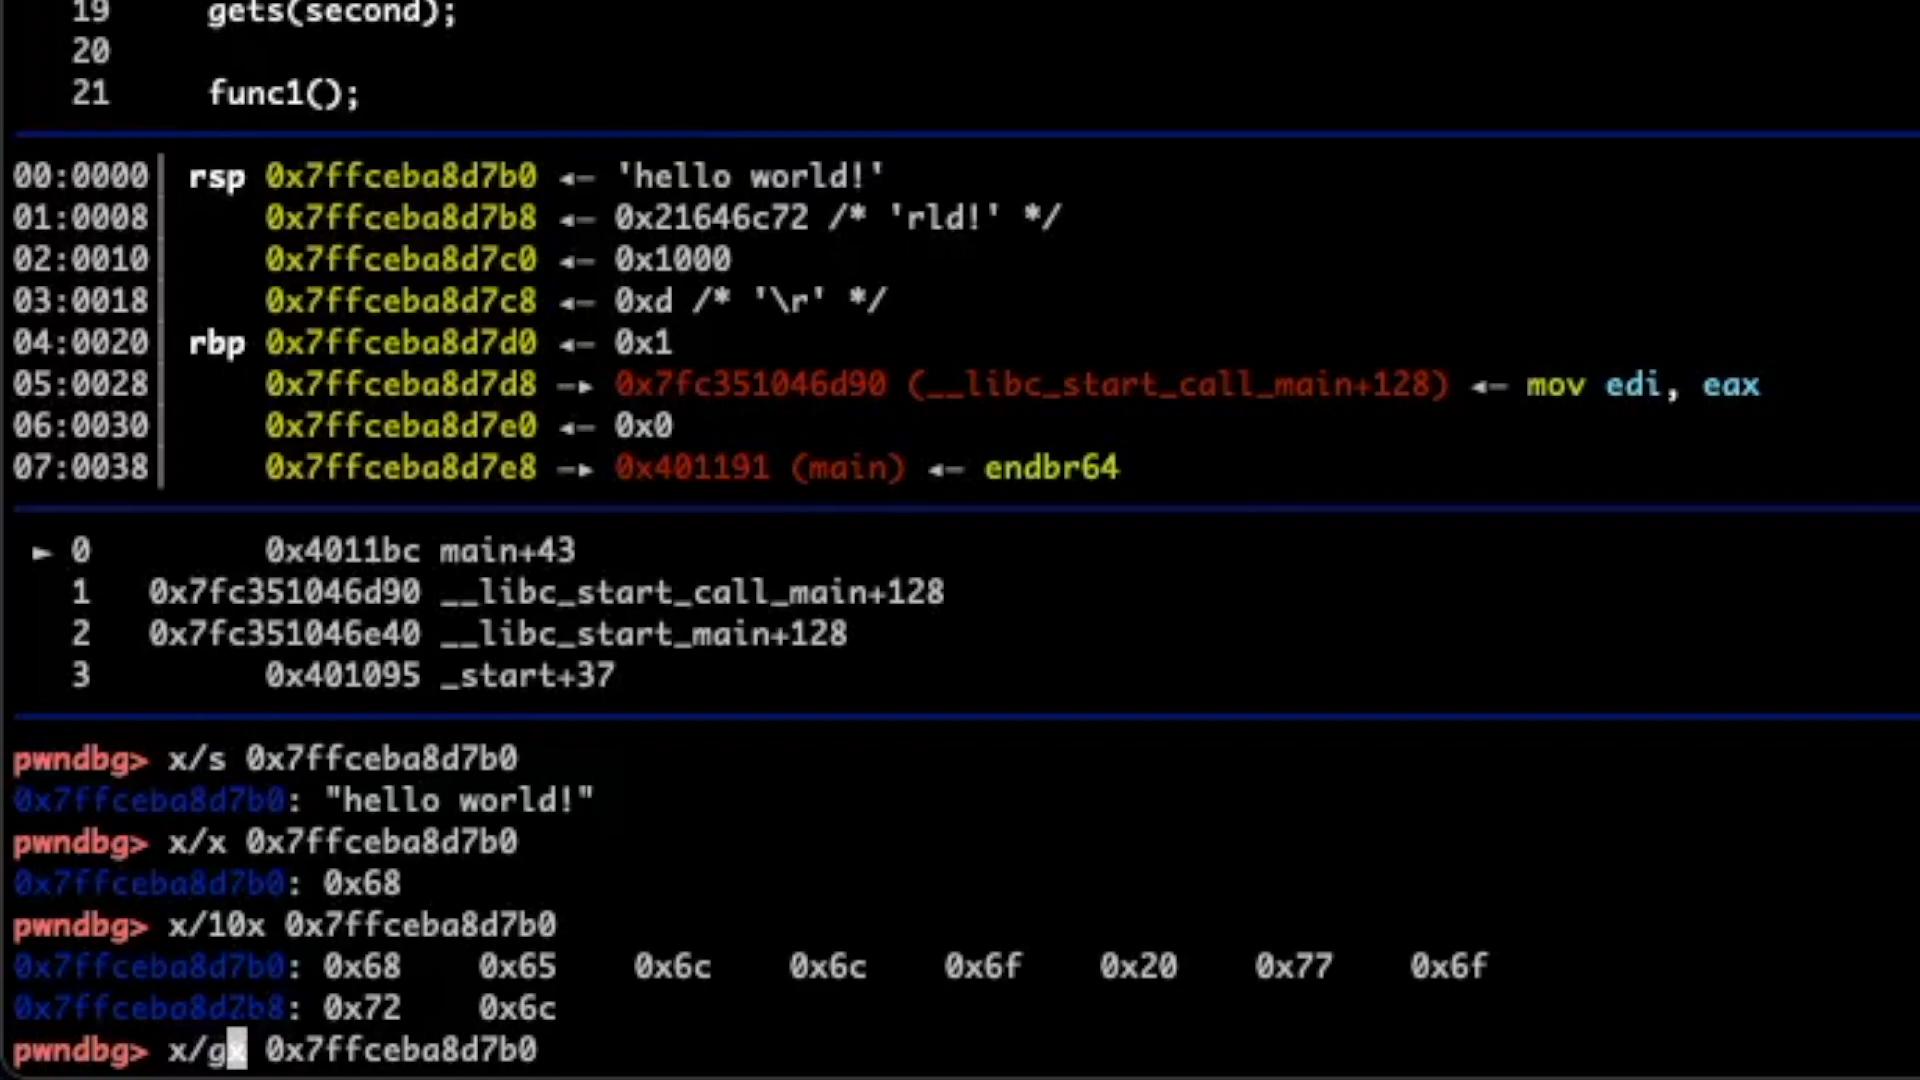 19 gets(second);
20
21 func1();
00:0000│ rsp 0x7ffceba8d7b0 ◂— 'hello world!'
01:0008│ 0x7ffceba8d7b8 ◂— 0x21646c72 /* 'rld!' */
02:0010│ 0x7ffceba8d7c0 ◂— 0x1000
03:0018│ 0x7ffceba8d7c8 ◂— 0xd /* '\r' */
04:0020│ rbp 0x7ffceba8d7d0 ◂— 0x1
05:0028│ 0x7ffceba8d7d8 —▸ 0x7fc351046d90 (__libc_start_call_main+128) ◂— mov edi, eax
06:0030│ 0x7ffceba8d7e0 ◂— 0x0
07:0038│ 0x7ffceba8d7e8 —▸ 0x401191 (main) ◂— endbr64
► 0 0x4011bc main+43
1 0x7fc351046d90 __libc_start_call_main+128
2 0x7fc351046e40 __libc_start_main+128
3 0x401095 _start+37
pwndbg> x/s 0x7ffceba8d7b0
0x7ffceba8d7b0: "hello world!"
pwndbg> x/x 0x7ffceba8d7b0
0x7ffceba8d7b0: 0x68
pwndbg> x/10x 0x7ffceba8d7b0
0x7ffceba8d7b0: 0x68 0x65 0x6c 0x6c 0x6f 0x20 0x77 0x6f
0x7ffceba8d7b8: 0x72 0x6c
pwndbg> x/gx 0x7ffceba8d7b0